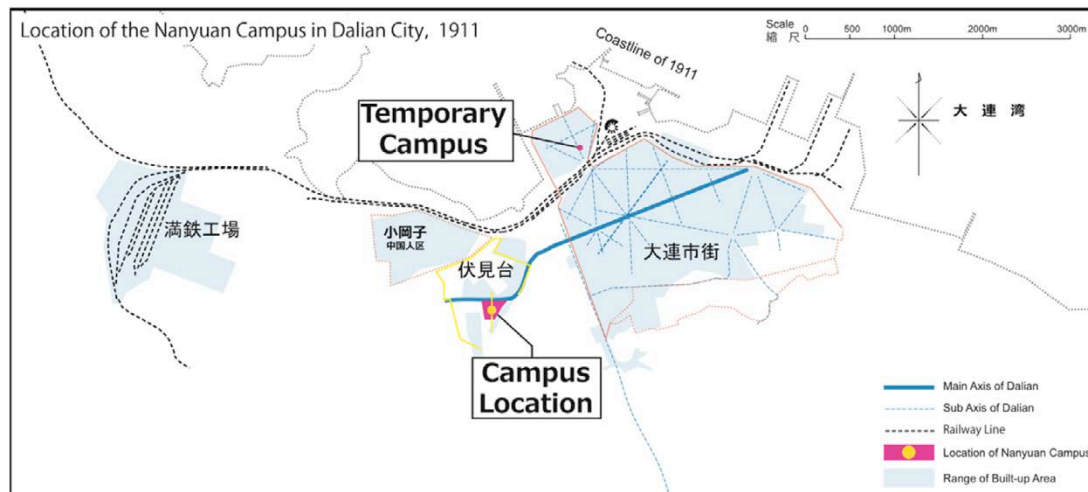 Location of the Nanyuan Campus in Dalian City, 1911
Scale
縮 尺
0 500 1000m 2000m 3000m
Coastline of 1911
大 連 湾
Temporary
Campus
満鉄工場
小岡子
中国人区
伏見台
大連市街
Campus
Location
Main Axis of Dalian
Sub Axis of Dalian
Railway Line
Location of Nanyuan Campus
Range of Built-up Area